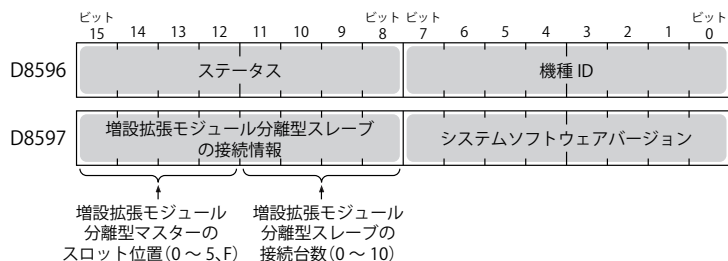 ビット ビット ビット ビット
15 14 13 12 11 10 9 8 7 6 5 4 3 2 1 0
D8596 ステータス 機種 ID
D8597 増設拡張モジュール分離型スレーブ
の接続情報 システムソフトウェアバージョン
増設拡張モジュール
分離型マスターの
スロット位置(0 ～ 5、F)
増設拡張モジュール
分離型スレーブの
接続台数(0 ～ 10)